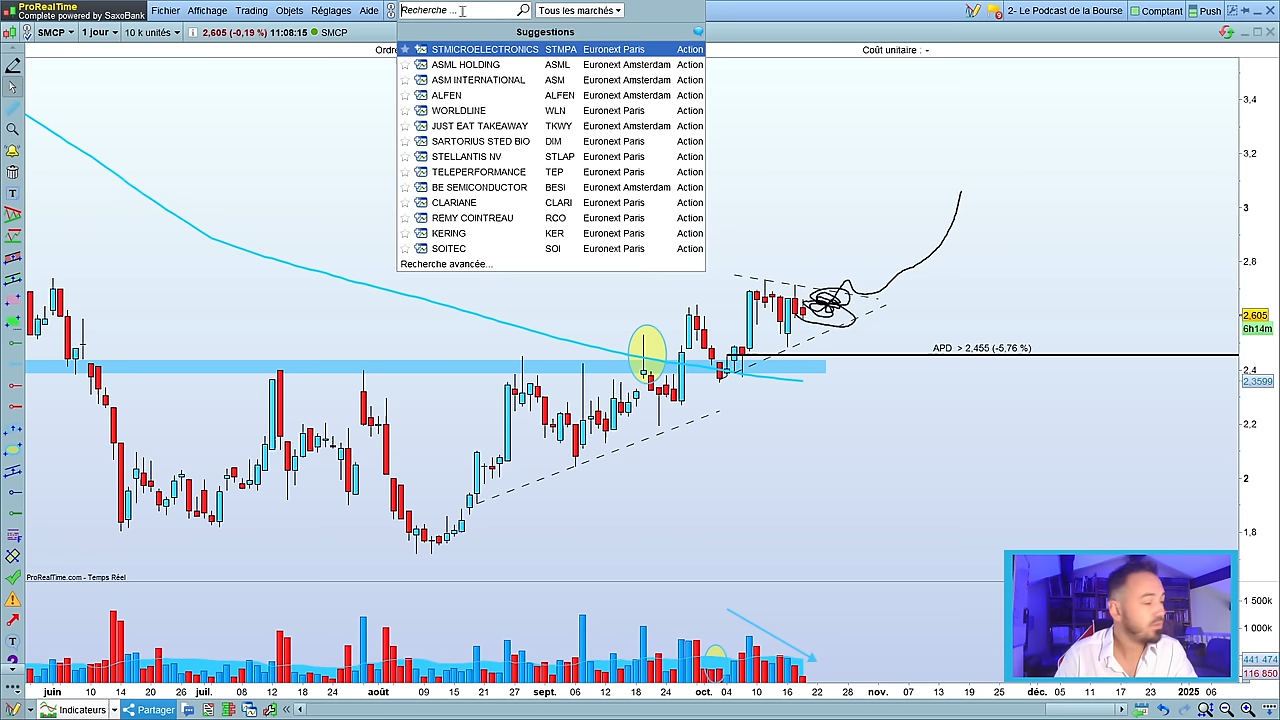 ProRealTime
Complete powered by SaxoBank
Fichier Affichage Trading Objets Réglages Aide
Recherche ...
Tous les marchés
2- Le Podcast de la Bourse
Comptant
Push
SMCP 1 jour 10 k unités
2,605 (-0,19 %) 11:08:15 SMCP
Ordre
Coût unitaire : -
Suggestions
STMICROELECTRONICS STMPA Euronext Paris Action
ASML HOLDING ASML Euronext Amsterdam Action
ASM INTERNATIONAL ASM Euronext Amsterdam Action
ALFEN ALFEN Euronext Amsterdam Action
WORLDLINE WLN Euronext Paris Action
JUST EAT TAKEAWAY TKWY Euronext Amsterdam Action
SARTORIUS STED BIO DIM Euronext Paris Action
STELLANTIS NV STLAP Euronext Paris Action
TELEPERFORMANCE TEP Euronext Paris Action
BE SEMICONDUCTOR BESI Euronext Amsterdam Action
CLARIANE CLARI Euronext Paris Action
REMY COINTREAU RCO Euronext Paris Action
KERING KER Euronext Paris Action
SOITEC SOI Euronext Paris Action
Recherche avancée...
3,4
3,2
3
2,8
2,605
6h14m
APD > 2,455 (-5,76 %)
2,4
2,3599
2,2
2
1,8
ProRealTime.com - Temps Réel
1 500k
1 000k
441 474
116 850
juin 10 14 20 26 juil. 08 12 18 24 août 09 15 21 27 sept. 06 12 18 24 oct. 04 10 16 22 28 nov. 07 13 19 25 déc. 05 11 17 23 2025 06
Indicateurs
Partager